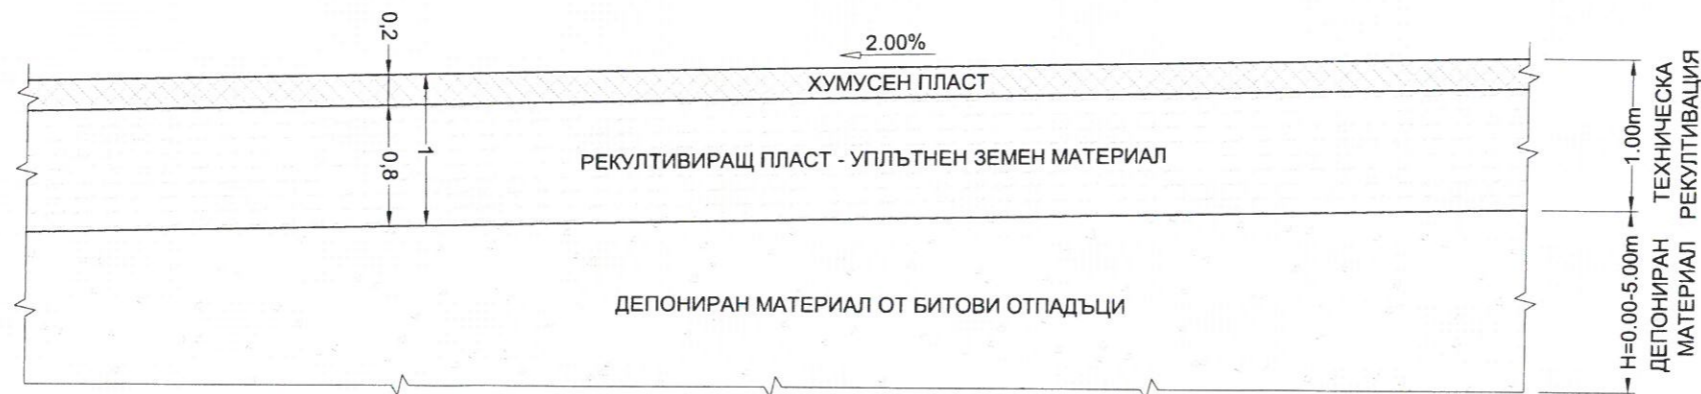 0,2
2.00%
ХУМУСЕН ПЛАСТ
1
0,8
РЕКУЛТИВИРАЩ ПЛАСТ - УПЛЪТНЕН ЗЕМЕН МАТЕРИАЛ
1.00m
ТЕХНИЧЕСКА
РЕКУЛТИВАЦИЯ
ДЕПОНИРАН МАТЕРИАЛ ОТ БИТОВИ ОТПАДЪЦИ
H=0.00-5.00m
ДЕПОНИРАН
МАТЕРИАЛ